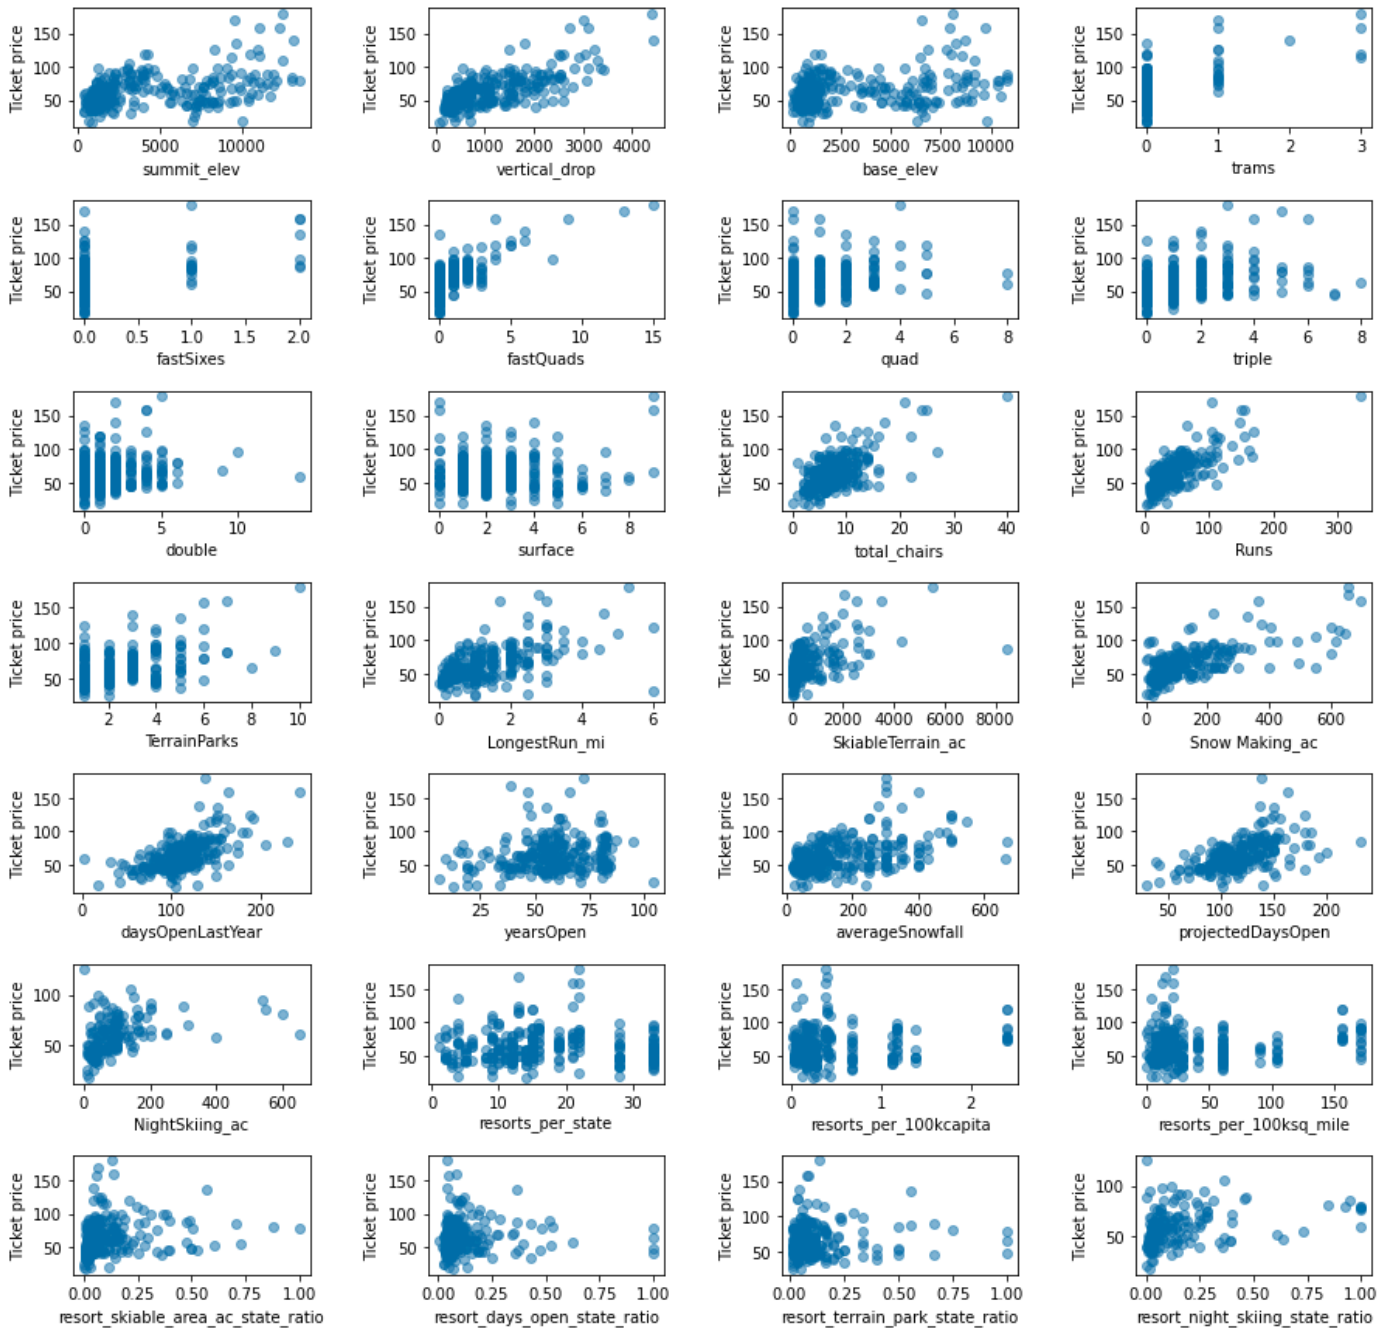 Ticket price 150 100 50
0 5000 10000
summit_elev
Ticket price 150 100 50
0 1000 2000 3000 4000
vertical_drop
Ticket price 150 100 50
0 2500 5000 7500 10000
base_elev
Ticket price 150 100 50
0 1 2 3
trams
Ticket price 150 100 50
0.0 0.5 1.0 1.5 2.0
fastSixes
Ticket price 150 100 50
0 5 10 15
fastQuads
Ticket price 150 100 50
0 2 4 6 8
quad
Ticket price 150 100 50
0 2 4 6 8
triple
Ticket price 150 100 50
0 5 10
double
Ticket price 150 100 50
0 2 4 6 8
surface
Ticket price 150 100 50
0 10 20 30 40
total_chairs
Ticket price 150 100 50
0 100 200 300
Runs
Ticket price 150 100 50
2 4 6 8 10
TerrainParks
Ticket price 150 100 50
0 2 4 6
LongestRun_mi
Ticket price 150 100 50
0 2000 4000 6000 8000
SkiableTerrain_ac
Ticket price 150 100 50
0 200 400 600
Snow Making_ac
Ticket price 150 100 50
0 100 200
daysOpenLastYear
Ticket price 150 100 50
25 50 75 100
yearsOpen
Ticket price 150 100 50
0 200 400 600
averageSnowfall
Ticket price 150 100 50
50 100 150 200
projectedDaysOpen
Ticket price 100 50
0 200 400 600
NightSkiing_ac
Ticket price 150 100 50
0 10 20 30
resorts_per_state
Ticket price 150 100 50
0 1 2
resorts_per_100kcapita
Ticket price 150 100 50
0 50 100 150
resorts_per_100ksq_mile
Ticket price 150 100 50
0.00 0.25 0.50 0.75 1.00
resort_skiable_area_ac_state_ratio
Ticket price 150 100 50
0.00 0.25 0.50 0.75 1.00
resort_days_open_state_ratio
Ticket price 150 100 50
0.00 0.25 0.50 0.75 1.00
resort_terrain_park_state_ratio
Ticket price 100 50
0.00 0.25 0.50 0.75 1.00
resort_night_skiing_state_ratio